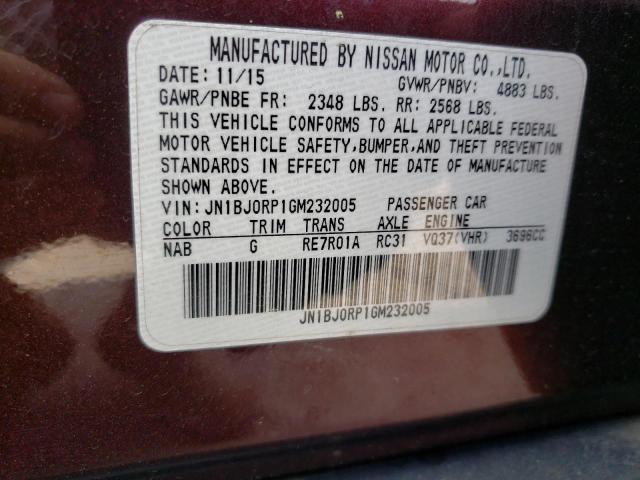 MANUFACTURED BY NISSAN MOTOR CO.,LTD.
DATE: 11/15 GVWR/PNBV: 4883 LBS.
GAWR/PNBE FR: 2348 LBS. RR: 2568 LBS.
THIS VEHICLE CONFORMS TO ALL APPLICABLE FEDERAL
MOTOR VEHICLE SAFETY,BUMPER,AND THEFT PREVENTION
STANDARDS IN EFFECT ON THE DATE OF MANUFACTURE
SHOWN ABOVE.
VIN: JN1BJ0RP1GM232005 PASSENGER CAR
COLOR TRIM TRANS AXLE ENGINE
NAB G RE7R01A RC31 VQ37(VHR) 3696CC
JN1BJ0RP1GM232005